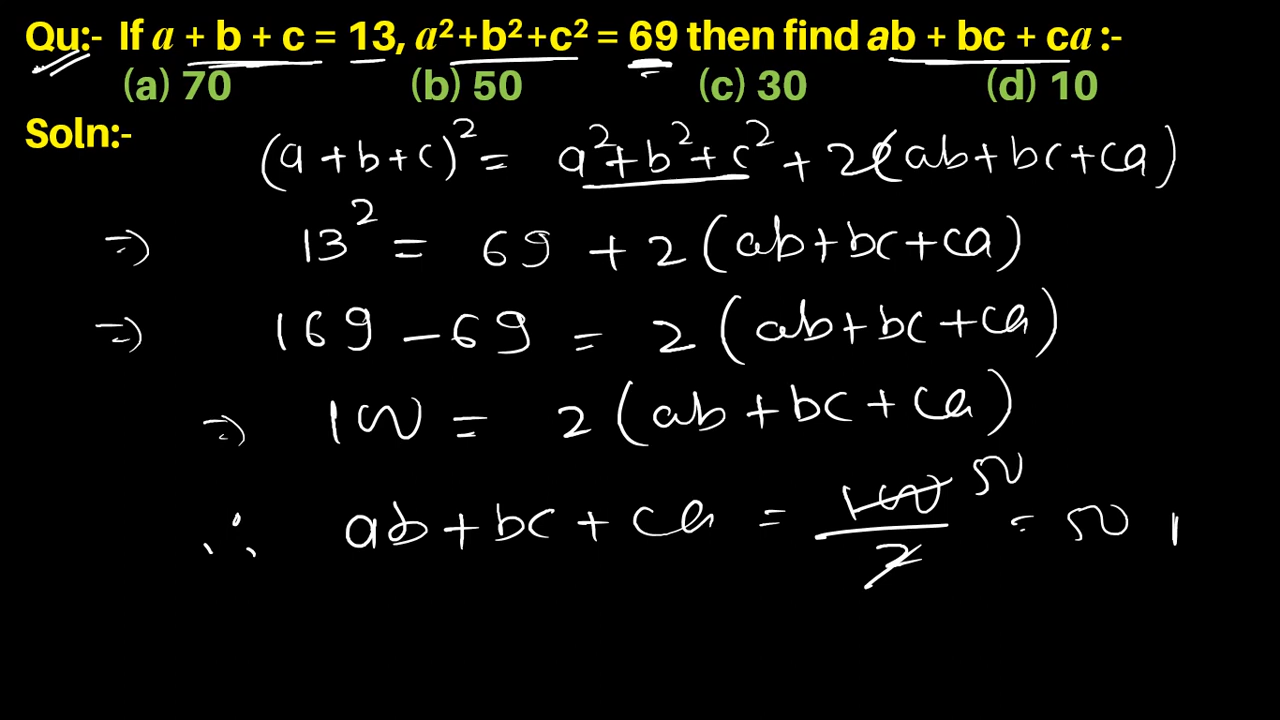 Qu:- If a + b + c = 13, a²+b²+c² = 69 then find ab + bc + ca :-
(a) 70 (b) 50 (c) 30 (d) 10
Soln:-
(a+b+c)² = a²+b²+c² + 2(ab+bc+ca)
⇒ 13² = 69 + 2(ab+bc+ca)
⇒ 169 - 69 = 2(ab+bc+ca)
⇒ 100 = 2(ab+bc+ca)
∴ ab+bc+ca = 100/2 50 = 50